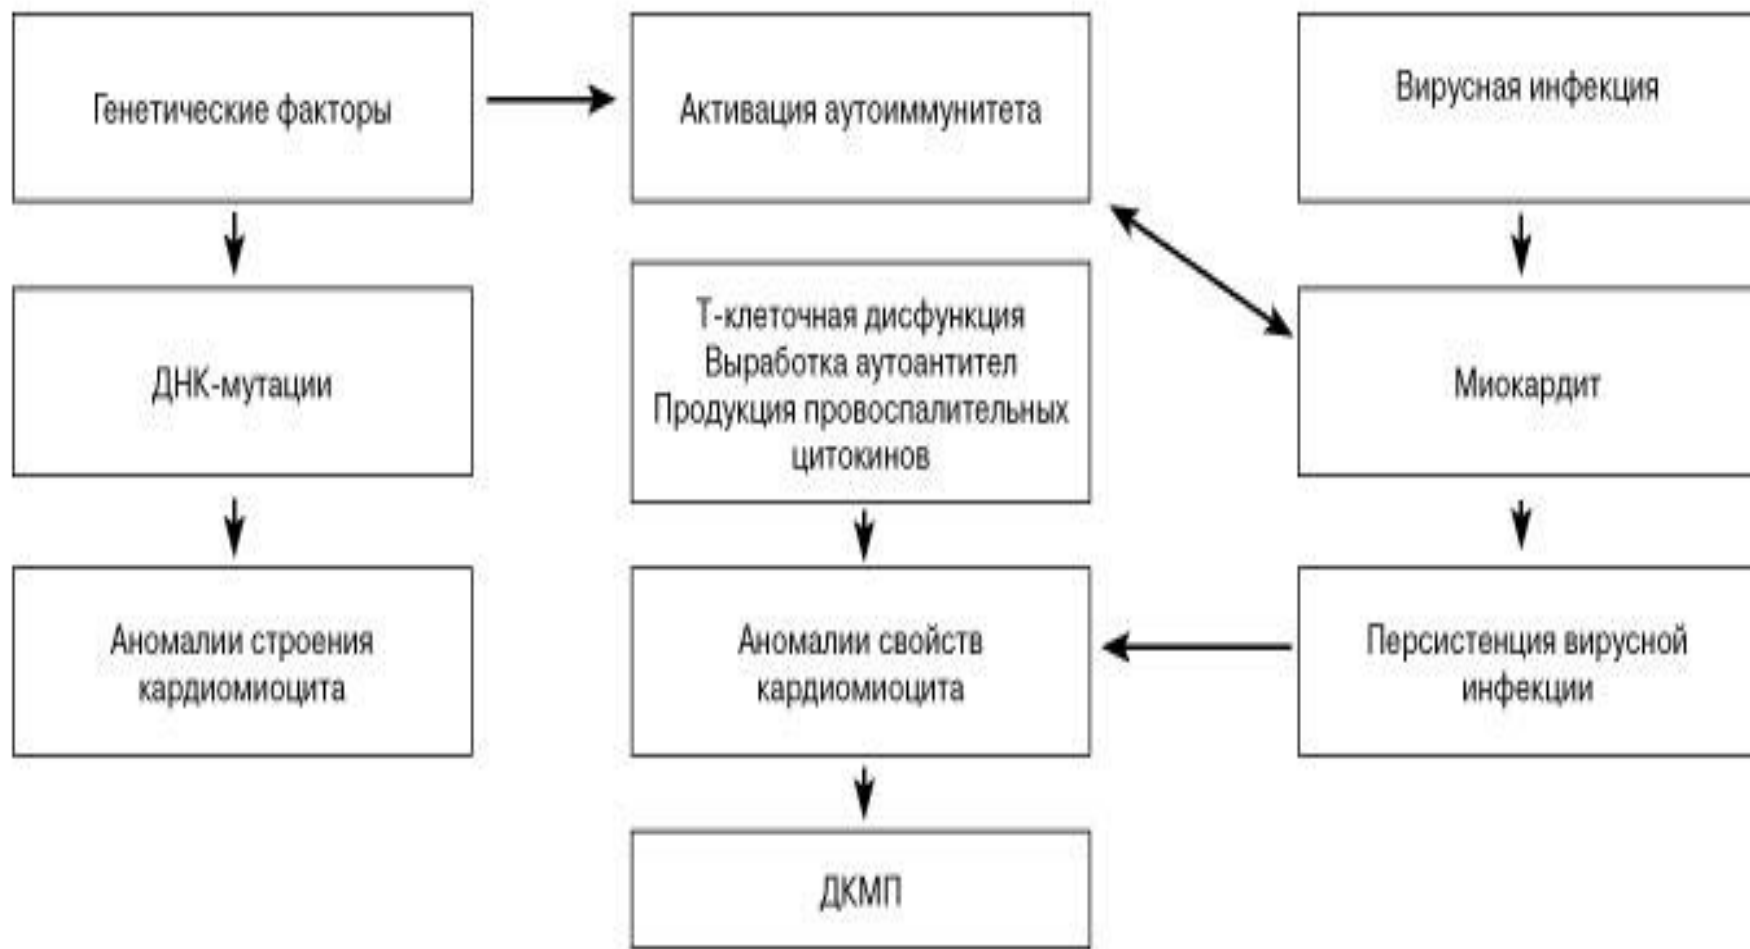 Генетические факторы
Активация аутоиммунитета
Вирусная инфекция
ДНК-мутации
Т-клеточная дисфункция
Выработка аутоантител
Продукция провоспалительных
цитокинов
Миокардит
Аномалии строения
кардиомиоцита
Аномалии свойств
кардиомиоцита
Персистенция вирусной
инфекции
ДКМП